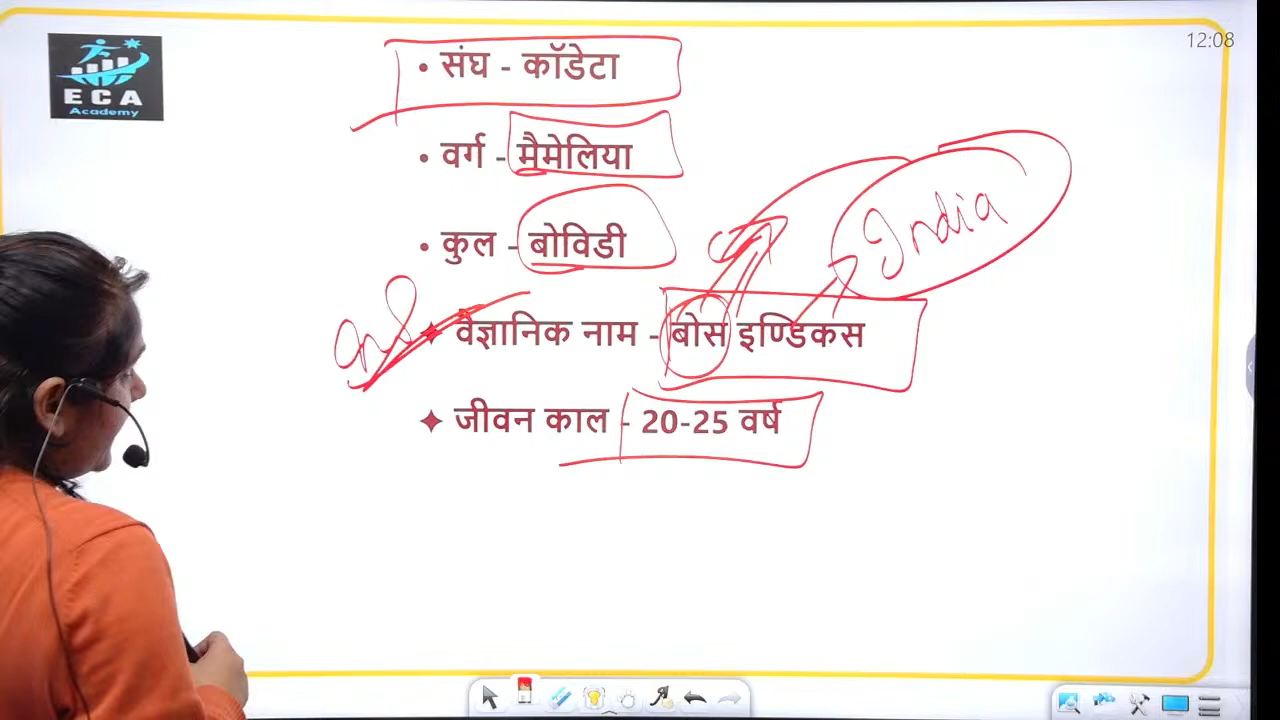 12:08
ECA
Academy
• संघ - कॉडेटा
• वर्ग - मैमेलिया
• कुल - बोविडी
India
वैज्ञानिक नाम - बोस इण्डिकस
जीवन काल - 20-25 वर्ष